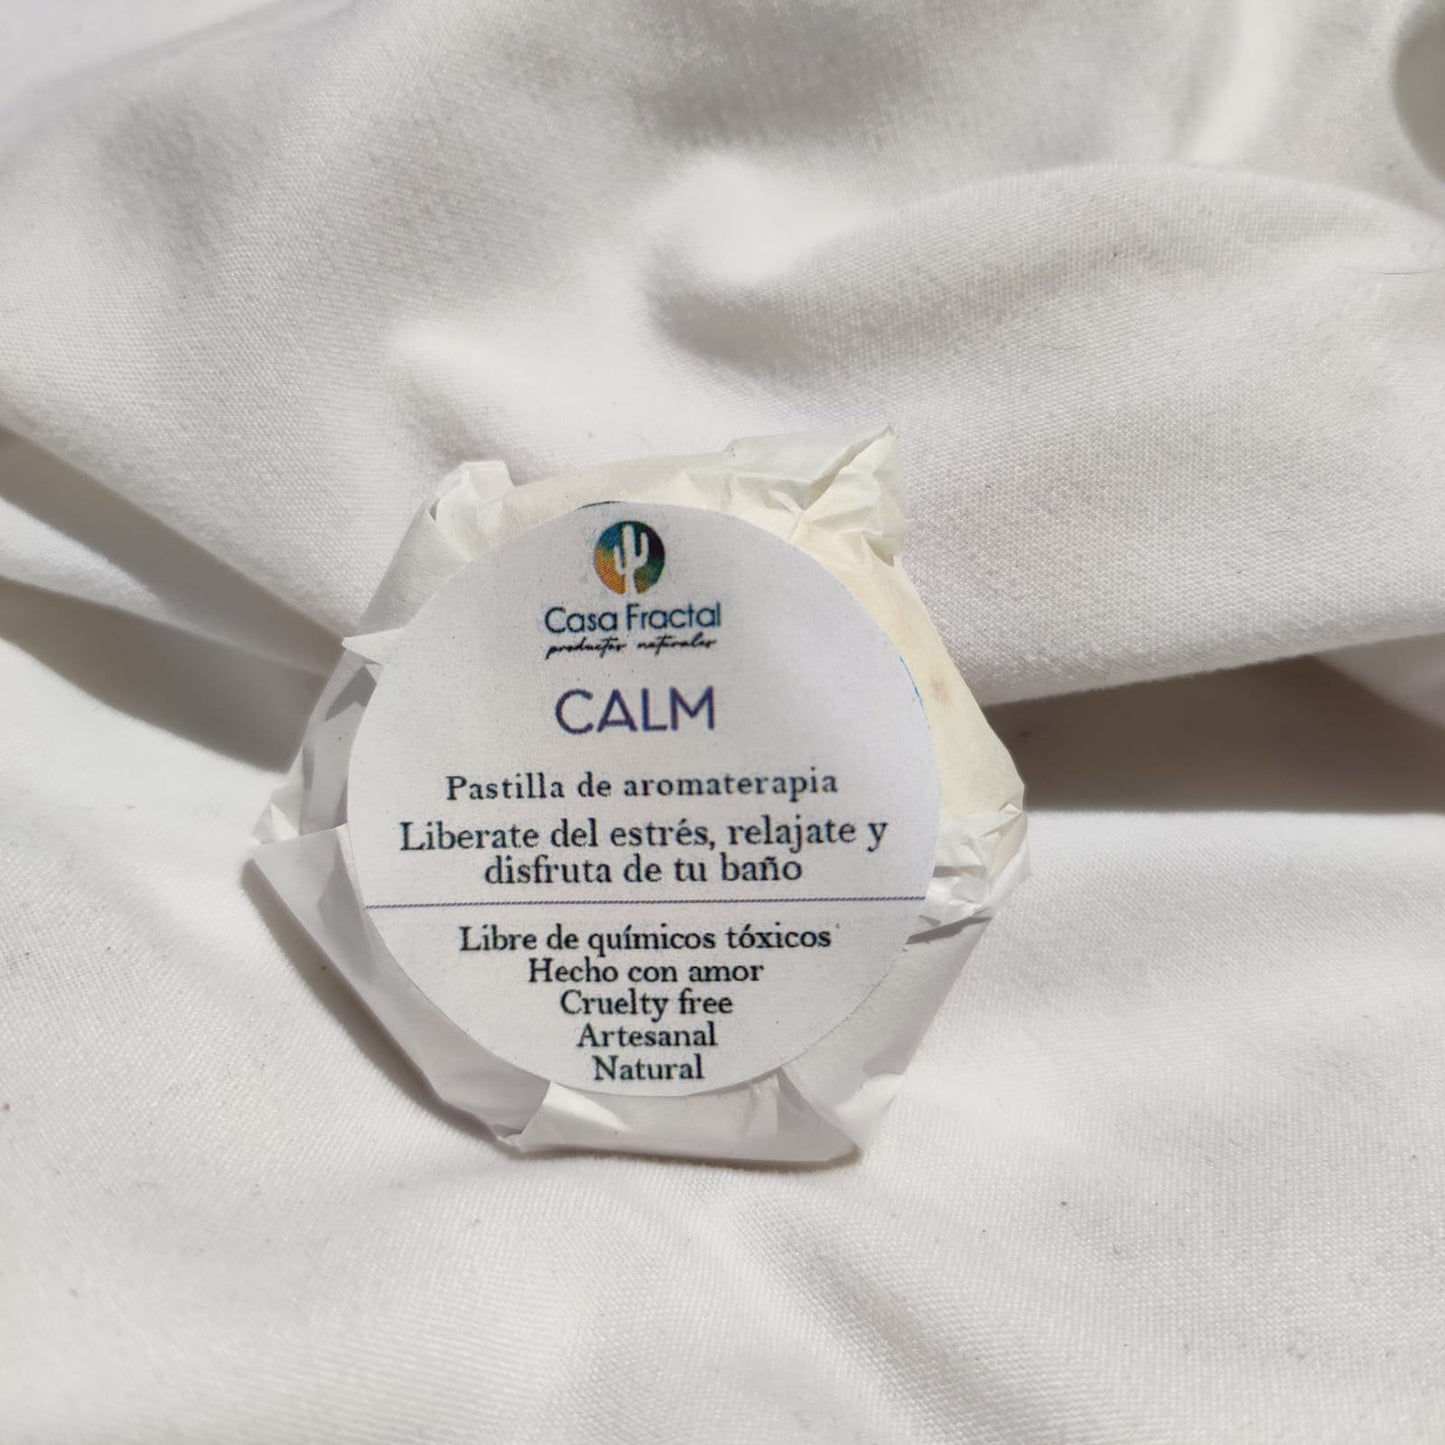 Casa Fractal
productos naturales
CALM
Pastilla de aromaterapia
Liberate del estrés, relajate y
disfruta de tu baño
Libre de químicos tóxicos
Hecho con amor
Cruelty free
Artesanal
Natural